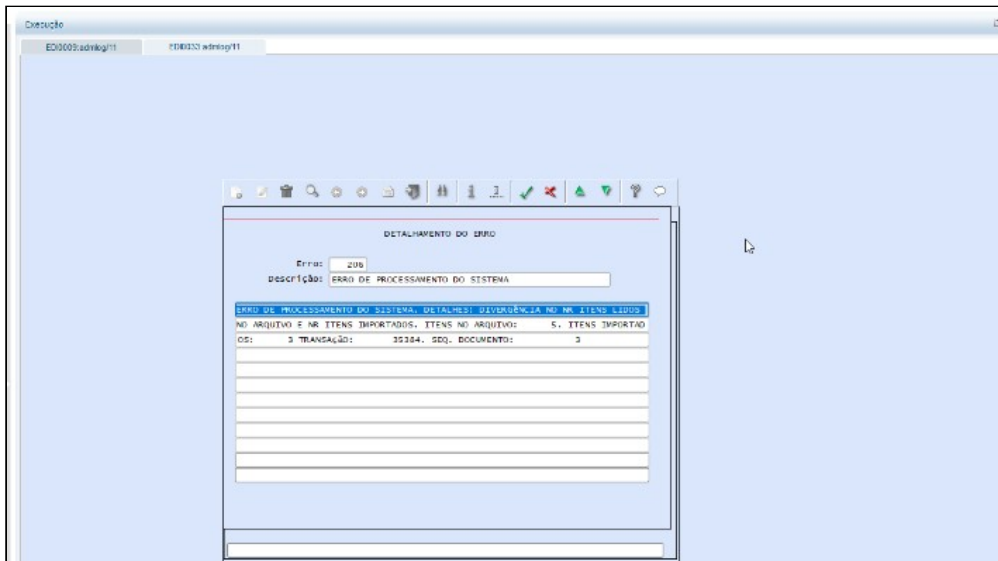 Execução
EDI0009:admlog/11 EDI0033:admlog/11
DETALHAMENTO DO ERRO
Erro: 206
Descrição: ERRO DE PROCESSAMENTO DO SISTEMA
ERRO DE PROCESSAMENTO DO SISTEMA. DETALHES: DIVERGÊNCIA NO NR ITENS LIDOS
NO ARQUIVO E NR ITENS IMPORTADOS. ITENS NO ARQUIVO: 5. ITENS IMPORTAD
OS: 3 TRANSAÇÃO: 35384. SEQ. DOCUMENTO: 3